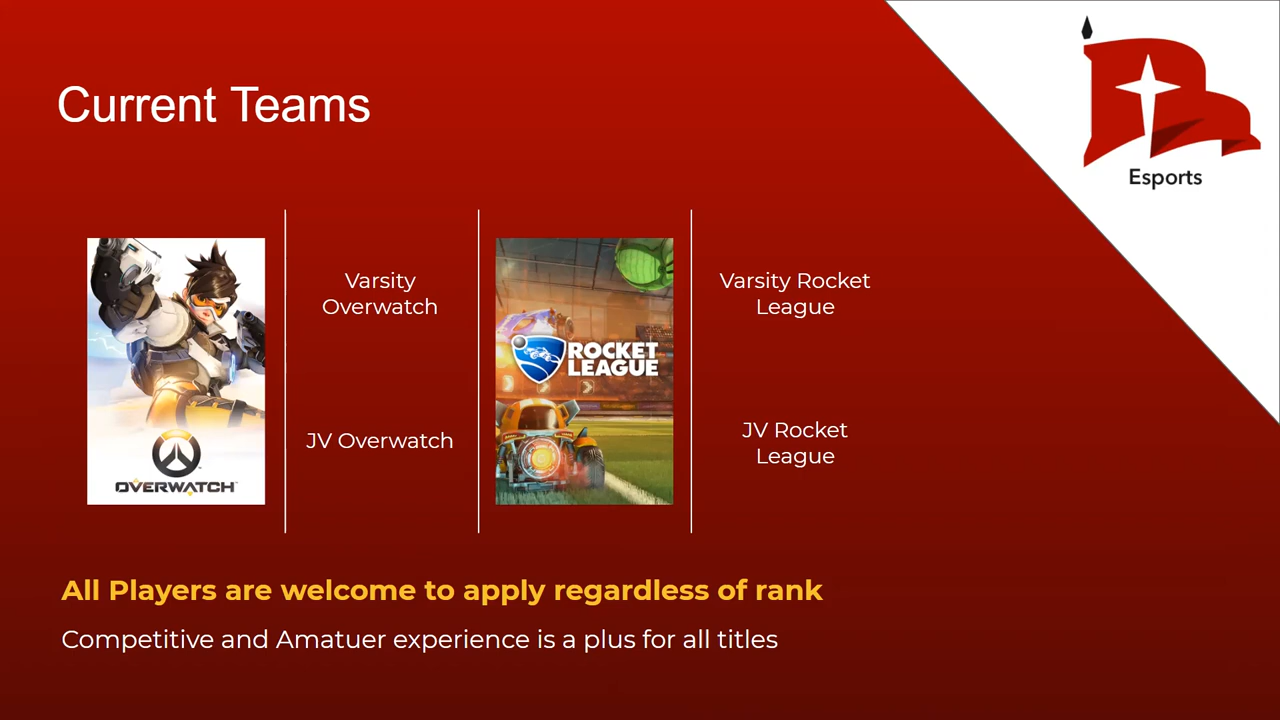 Current Teams
Esports
Varsity
Overwatch
JV Overwatch
OVERWATCH
ROCKET
LEAGUE
Varsity Rocket
League
JV Rocket
League
All Players are welcome to apply regardless of rank
Competitive and Amatuer experience is a plus for all titles